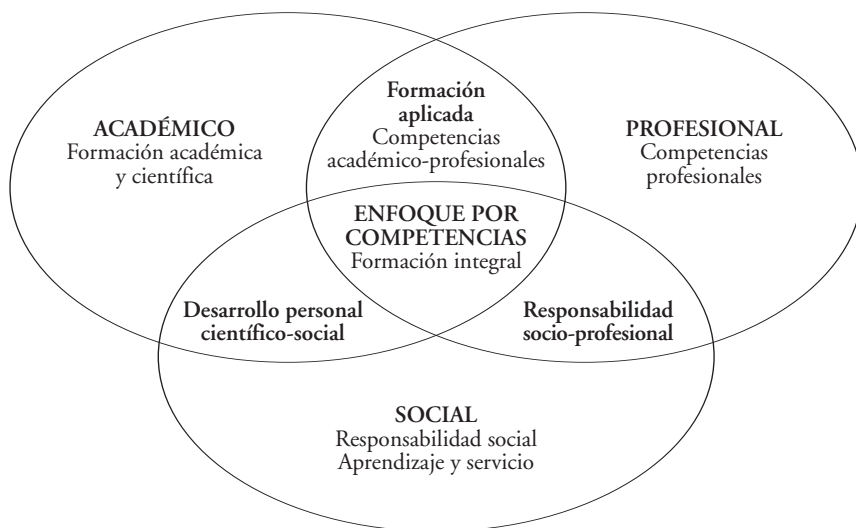 Formación
aplicada
Competencias
académico-profesionales
ACADÉMICO
Formación académica
y científica
PROFESIONAL
Competencias
profesionales
ENFOQUE POR
COMPETENCIAS
Formación integral
Desarrollo personal
científico-social
Responsabilidad
socio-profesional
SOCIAL
Responsabilidad social
Aprendizaje y servicio